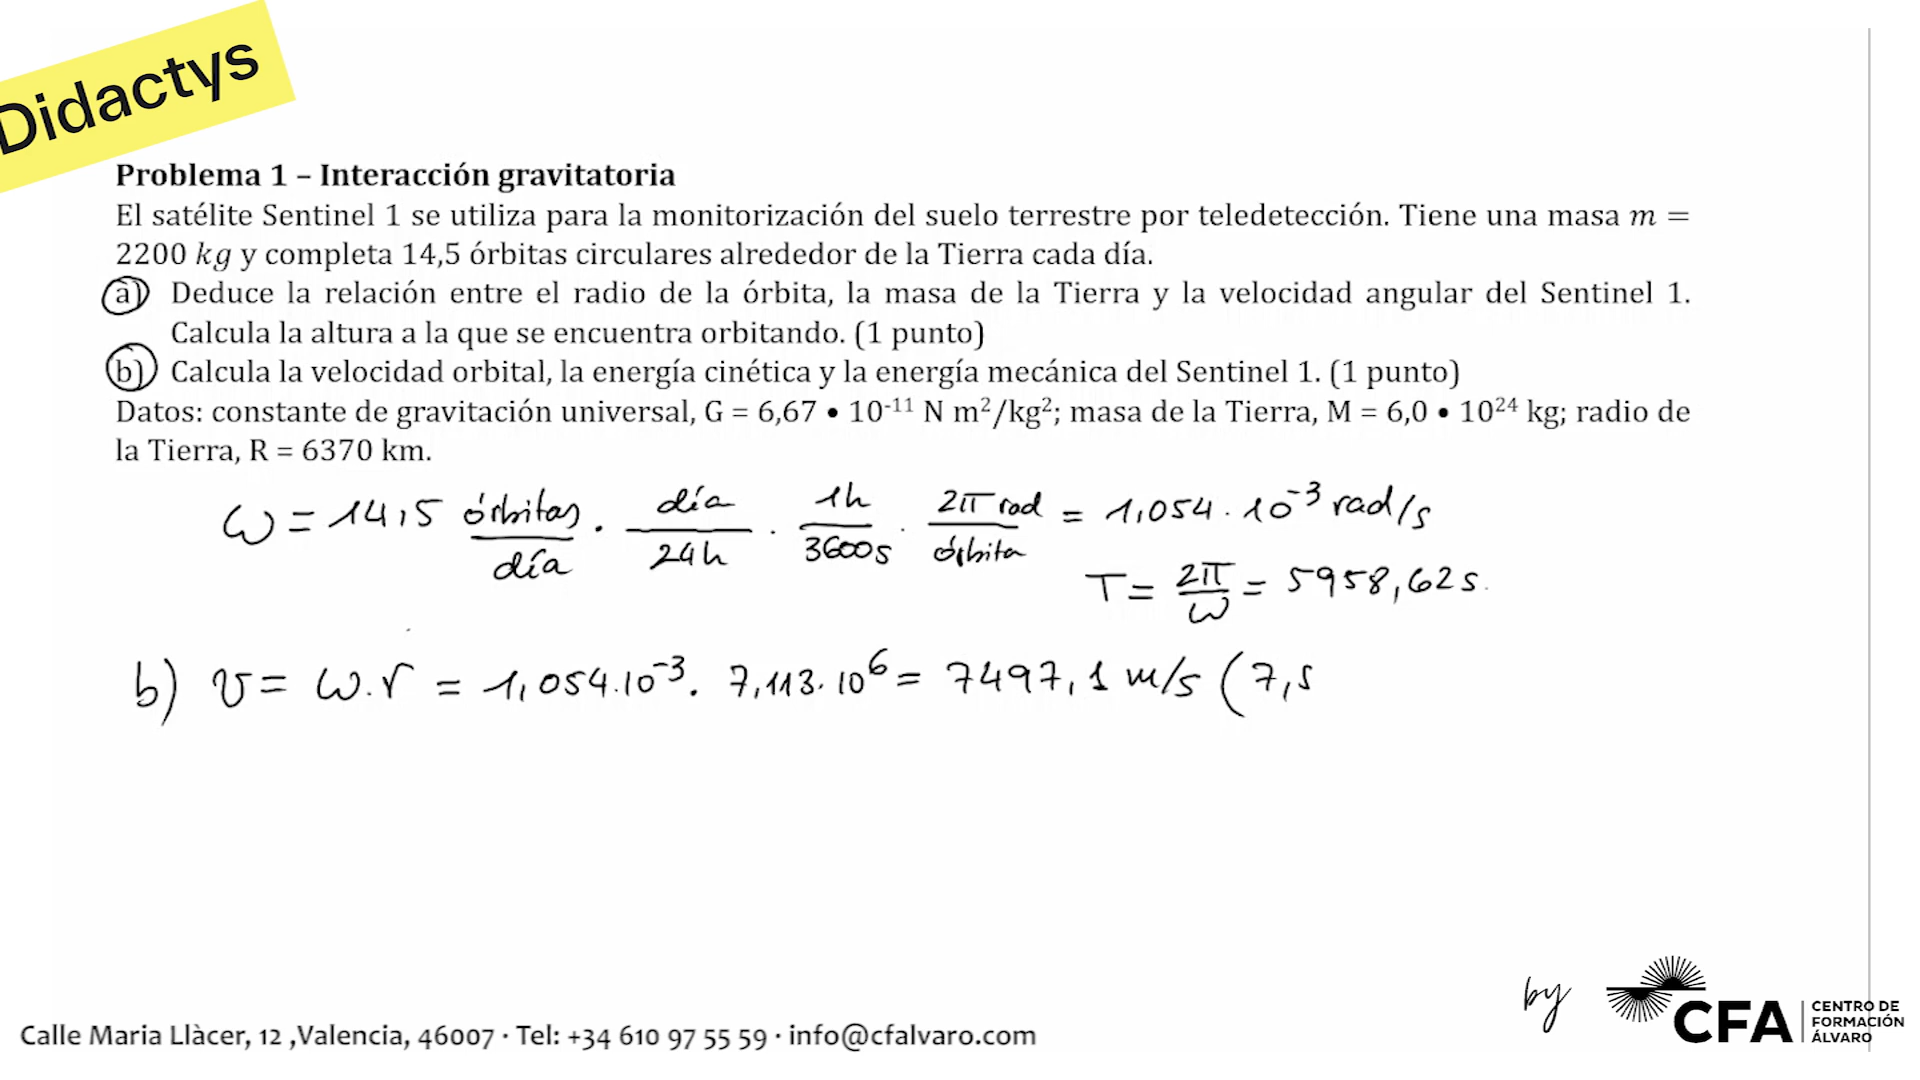 Didactys
Problema 1 – Interacción gravitatoria
El satélite Sentinel 1 se utiliza para la monitorización del suelo terrestre por teledetección. Tiene una masa m =
2200 kg y completa 14,5 órbitas circulares alrededor de la Tierra cada día.
a) Deduce la relación entre el radio de la órbita, la masa de la Tierra y la velocidad angular del Sentinel 1.
Calcula la altura a la que se encuentra orbitando. (1 punto)
b) Calcula la velocidad orbital, la energía cinética y la energía mecánica del Sentinel 1. (1 punto)
Datos: constante de gravitación universal, G = 6,67 • 10⁻¹¹ N m²/kg²; masa de la Tierra, M = 6,0 • 10²⁴ kg; radio de
la Tierra, R = 6370 km.
ω = 14,5 órbitas/día · día/24h · 1h/3600s · 2π rad/órbita = 1,054 · 10⁻³ rad/s
T = 2π/ω = 5958,62 s.
b) v = ω·r = 1,054·10⁻³ · 7,113·10⁶ = 7497,1 m/s (7,5
by
CFA
CENTRO DE
FORMACIÓN
ÁLVARO
Calle Maria Llàcer, 12 ,Valencia, 46007 · Tel: +34 610 97 55 59 · info@cfalvaro.com